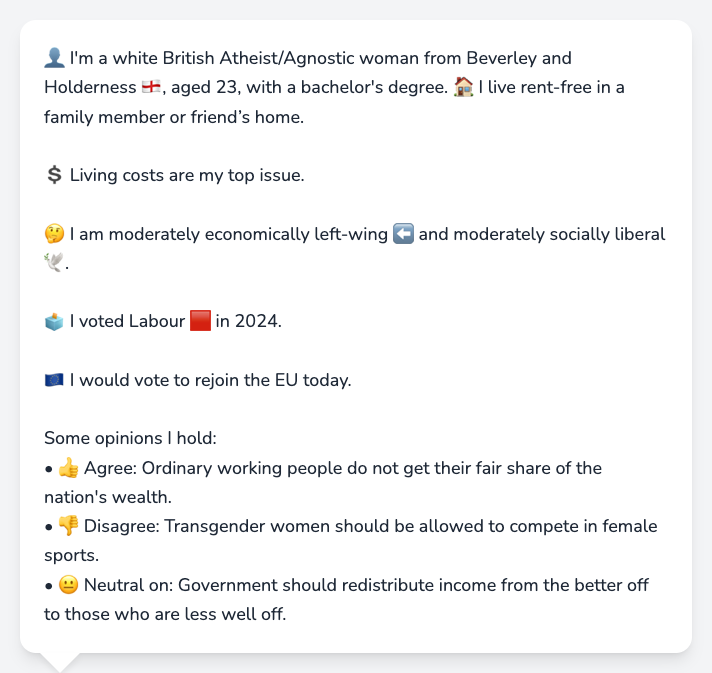 👤 I'm a white British Atheist/Agnostic woman from Beverley and
Holderness 🏴󠁧󠁢󠁥󠁮󠁧󠁿, aged 23, with a bachelor's degree. 🏠 I live rent-free in a
family member or friend’s home.
💲 Living costs are my top issue.
🤔 I am moderately economically left-wing ⬅️ and moderately socially liberal
🕊️.
🗳️ I voted Labour 🟥 in 2024.
🇪🇺 I would vote to rejoin the EU today.
Some opinions I hold:
• 👍 Agree: Ordinary working people do not get their fair share of the
nation's wealth.
• 👎 Disagree: Transgender women should be allowed to compete in female
sports.
• 😐 Neutral on: Government should redistribute income from the better off
to those who are less well off.